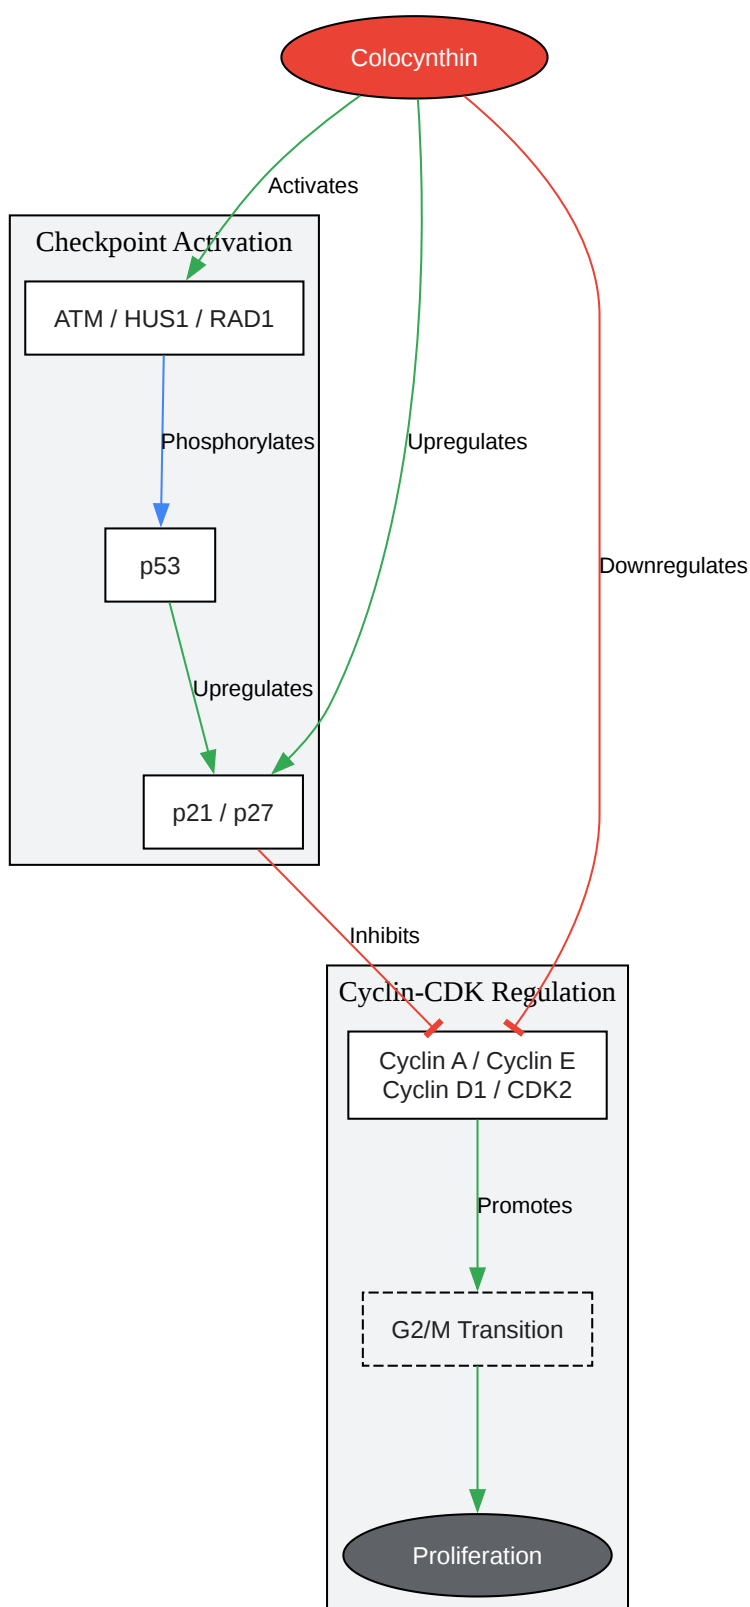 Colocynthin
Activates
Checkpoint Activation
ATM / HUS1 / RAD1
Phosphorylates
Upregulates
Downregulates
p53
Upregulates
p21 / p27
Inhibits
Cyclin-CDK Regulation
Cyclin A / Cyclin E
Cyclin D1 / CDK2
Promotes
G2/M Transition
Proliferation